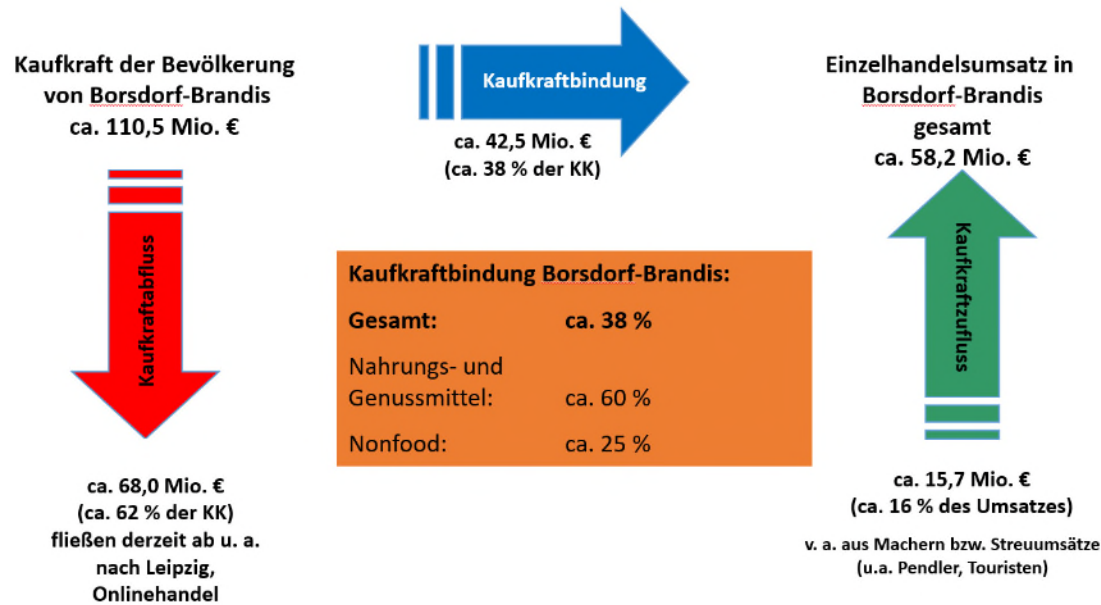 Kaufkraft der Bevölkerung
von Borsdorf-Brandis
ca. 110,5 Mio. €
Kaufkraftbindung
ca. 42,5 Mio. €
(ca. 38 % der KK)
Einzelhandelsumsatz in
Borsdorf-Brandis
gesamt
ca. 58,2 Mio. €
Kaufkraftabfluss
Kaufkraftbindung Borsdorf-Brandis:
Gesamt: ca. 38 %
Nahrungs- und
Genussmittel: ca. 60 %
Nonfood: ca. 25 %
Kaufkraftzufluss
ca. 68,0 Mio. €
(ca. 62 % der KK)
fließen derzeit ab u. a.
nach Leipzig,
Onlinehandel
ca. 15,7 Mio. €
(ca. 16 % des Umsatzes)
v. a. aus Machern bzw. Streuumsätze
(u.a. Pendler, Touristen)